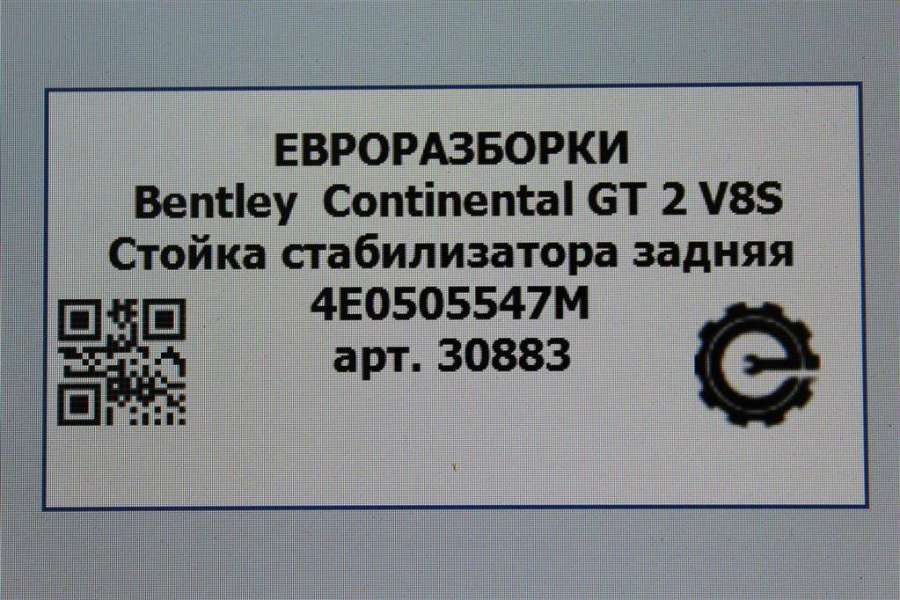 ЕВРОРАЗБОРКИ
Bentley Continental GT 2 V8S
Стойка стабилизатора задняя
4E0505547M
арт. 30883